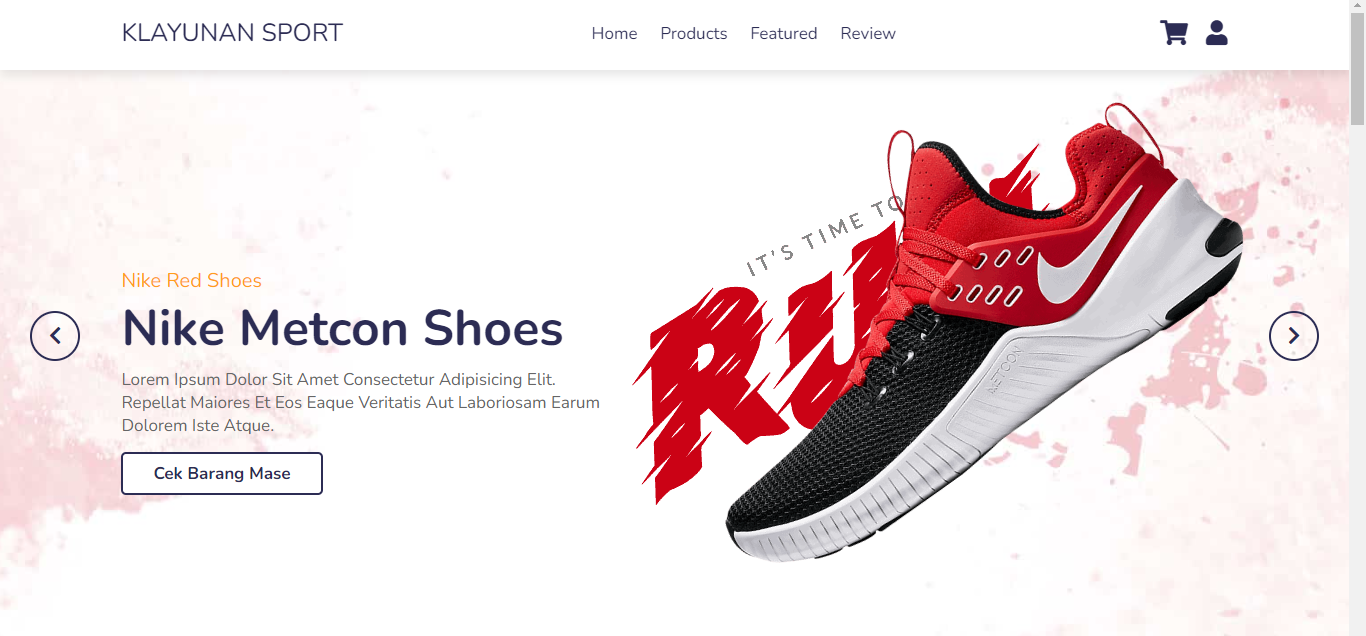 KLAYUNAN SPORT
Home Products Featured Review
IT'S TIME TO
Nike Red Shoes
Nike Metcon Shoes
Lorem Ipsum Dolor Sit Amet Consectetur Adipisicing Elit.
Repellat Maiores Et Eos Eaque Veritatis Aut Laboriosam Earum
Dolorem Iste Atque.
Cek Barang Mase